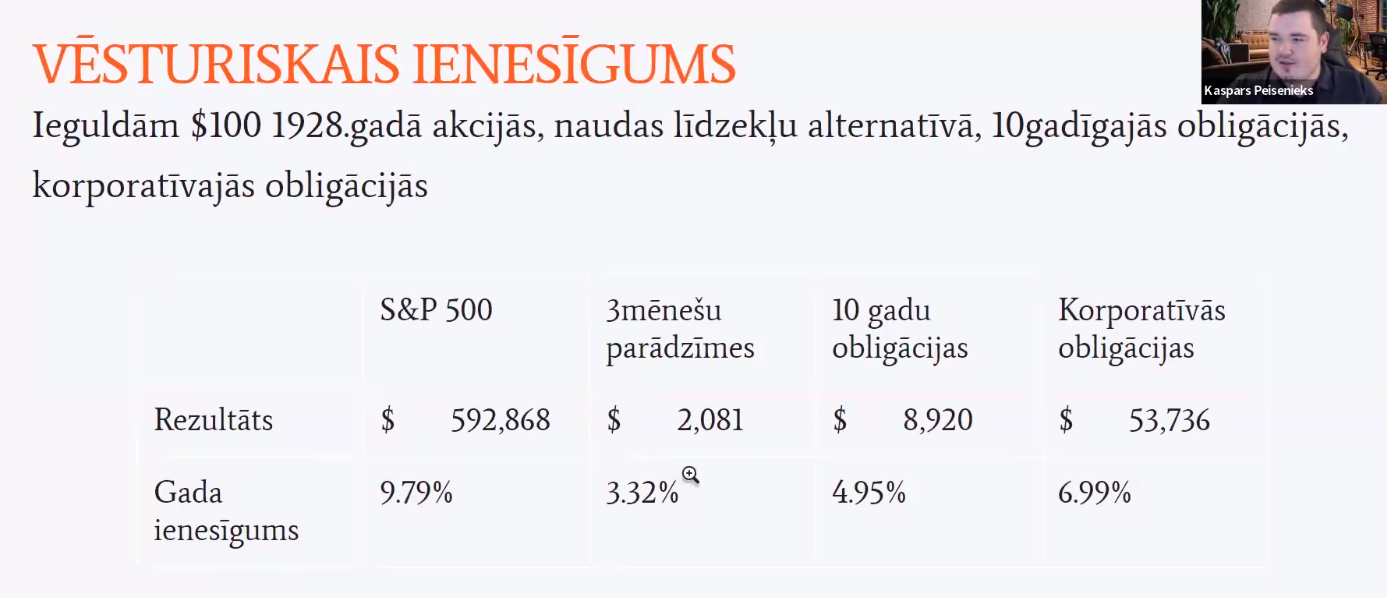 VĒSTURISKAIS IENESĪGUMS
Kaspars Peisenieks
Ieguldām $100 1928.gadā akcijās, naudas līdzekļu alternatīvā, 10gadīgajās obligācijās,
korporatīvajās obligācijās
S&P 500 3mēnešu parādzīmes 10 gadu obligācijas Korporatīvās obligācijas
Rezultāts $ 592,868 $ 2,081 $ 8,920 $ 53,736
Gada ienesīgums 9.79% 3.32% 4.95% 6.99%